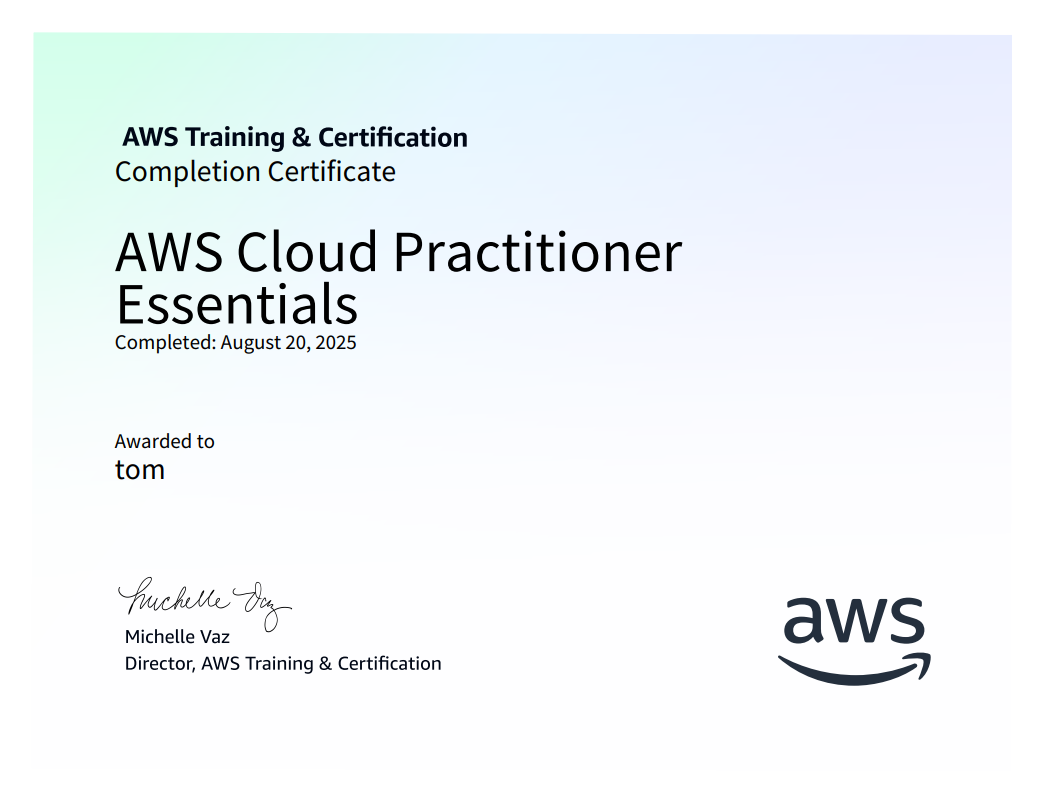 AWS Training & Certification
Completion Certificate
AWS Cloud Practitioner
Essentials
Completed: August 20, 2025
Awarded to
tom
Michelle Vaz
Michelle Vaz
Director, AWS Training & Certification
aws